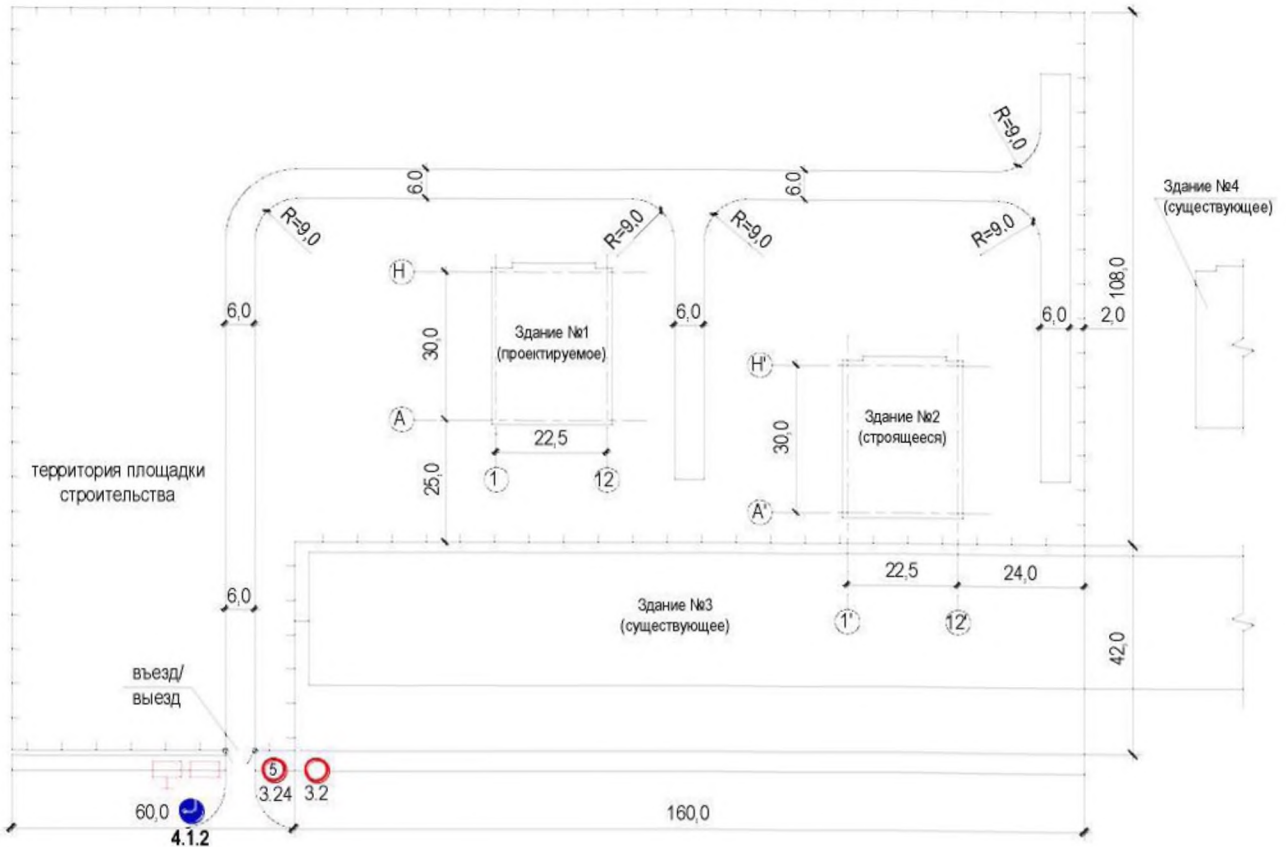 R=9,0
6.0
6.0
Здание №4
(существующее)
R=9,0
R=9,0
R=9,0
R=9,0
Н
108,0
6,0
6,0
6,0
2,0
30,0
Здание №1
(проектируемое)
Н'
А
Здание №2
(строящееся)
22,5
30,0
территория площадки
строительства
25,0
1
12
А'
22,5
24,0
6,0
Здание №3
(существующее)
1'
12'
42,0
въезд/
выезд
5
3.24
3.2
60,0
160,0
4.1.2